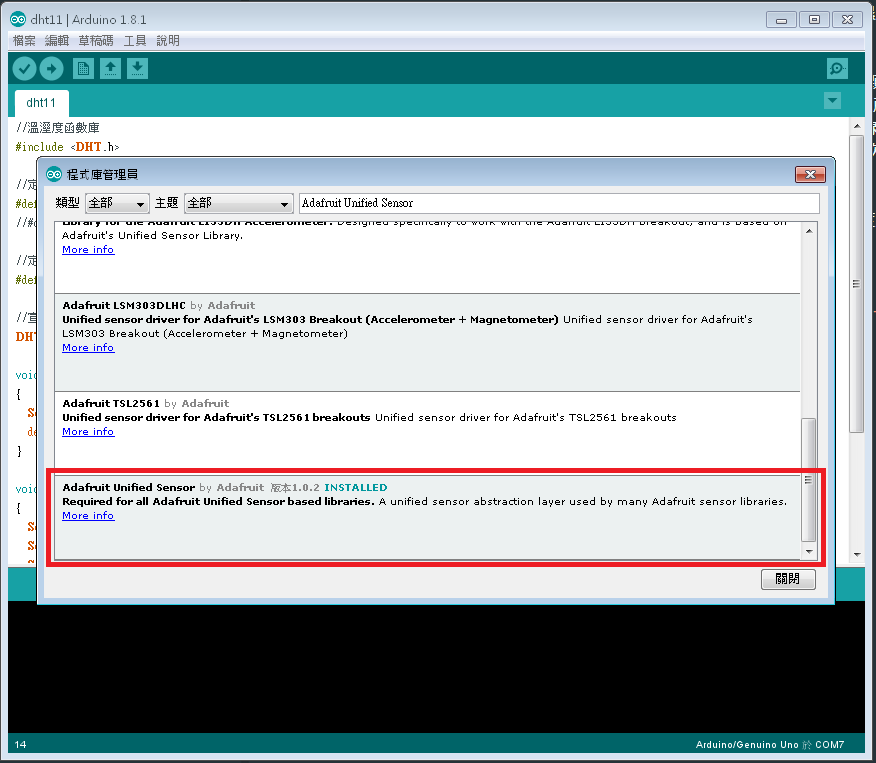 dht11 | Arduino 1.8.1
檔案 編輯 草稿碼 工具 說明
dht11
//溫溼度函數庫
#include <DHT.h>
程式庫管理員
類型 全部 主題 全部 Adafruit Unified Sensor
Library for the Adafruit LIS3DH Accelerometer. Designed specifically to work with the Adafruit LIS3DH Breakout, and is based on
Adafruit's Unified Sensor Library.
More info
Adafruit LSM303DLHC by Adafruit
Unified sensor driver for Adafruit's LSM303 Breakout (Accelerometer + Magnetometer) Unified sensor driver for Adafruit's
LSM303 Breakout (Accelerometer + Magnetometer)
More info
Adafruit TSL2561 by Adafruit
Unified sensor driver for Adafruit's TSL2561 breakouts Unified sensor driver for Adafruit's TSL2561 breakouts
More info
Adafruit Unified Sensor by Adafruit 版本1.0.2 INSTALLED
Required for all Adafruit Unified Sensor based libraries. A unified sensor abstraction layer used by many Adafruit sensor libraries.
More info
關閉
//定
#def
//#d
//定
#def
//宣
DHT
void
{
S
de
}
void
{
S
S
14
Arduino/Genuino Uno 於 COM7